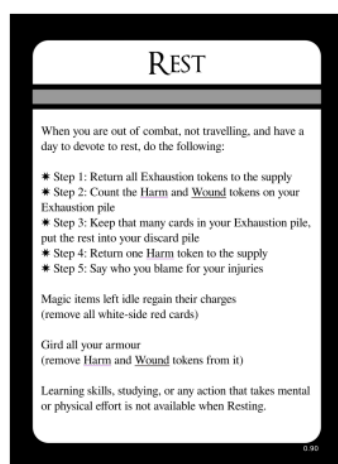 REST
When you are out of combat, not travelling, and have a
day to devote to rest, do the following:
✷ Step 1: Return all Exhaustion tokens to the supply
✷ Step 2: Count the Harm and Wound tokens on your
Exhaustion pile
✷ Step 3: Keep that many cards in your Exhaustion pile,
put the rest into your discard pile
✷ Step 4: Return one Harm token to the supply
✷ Step 5: Say who you blame for your injuries
Magic items left idle regain their charges
(remove all white-side red cards)
Gird all your armour
(remove Harm and Wound tokens from it)
Learning skills, studying, or any action that takes mental
or physical effort is not available when Resting.
0.90